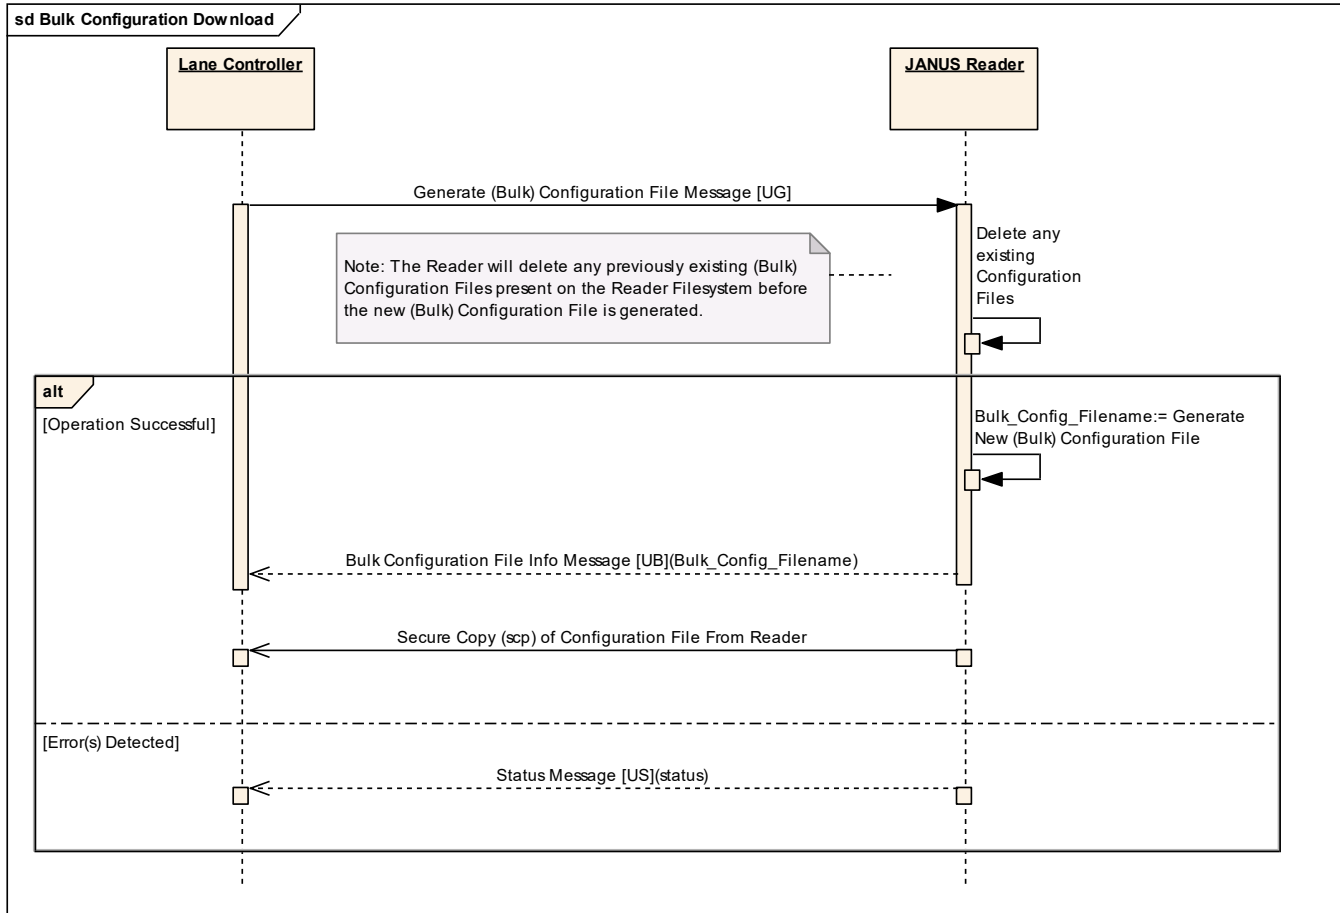 sd Bulk Configuration Download
Lane Controller
JANUS Reader
Generate (Bulk) Configuration File Message [UG]
Delete any
existing
Configuration
Files
Note: The Reader will delete any previously existing (Bulk)
Configuration Files present on the Reader Filesystem before
the new (Bulk) Configuration File is generated.
alt
[Operation Successful]
Bulk_Config_Filename:= Generate
New (Bulk) Configuration File
Bulk Configuration File Info Message [UB](Bulk_Config_Filename)
Secure Copy (scp) of Configuration File From Reader
[Error(s) Detected]
Status Message [US](status)